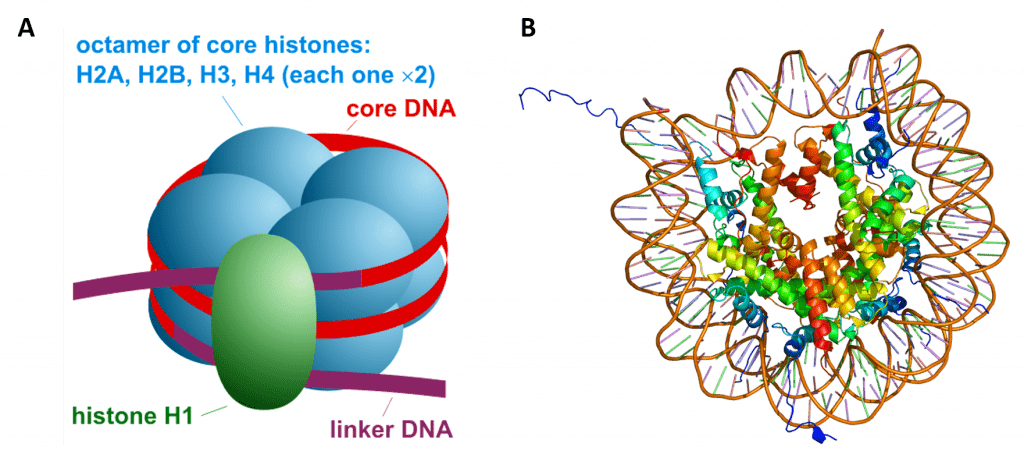 A
B
octamer of core histones:
H2A, H2B, H3, H4 (each one ×2)
core DNA
histone H1
linker DNA